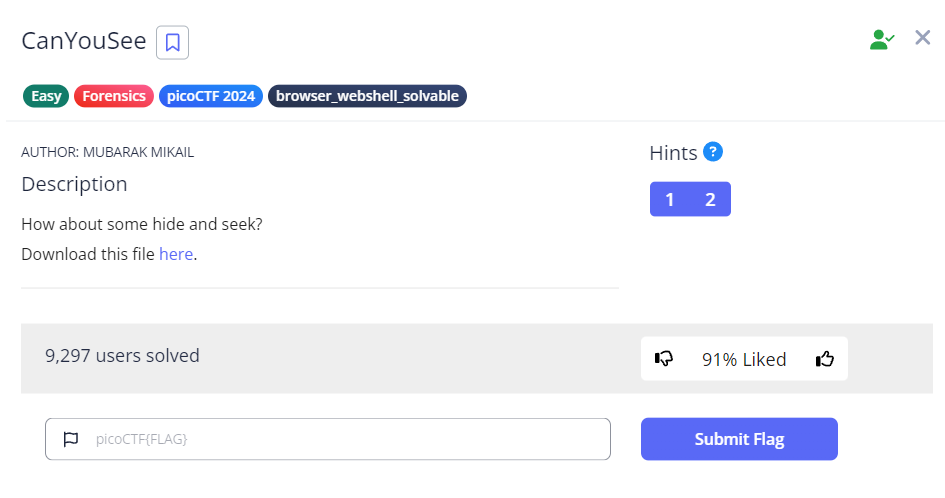 CanYouSee
Easy Forensics picoCTF 2024 browser_webshell_solvable
AUTHOR: MUBARAK MIKAIL
Description
How about some hide and seek?
Download this file here.
Hints ?
1 2
9,297 users solved
91% Liked
picoCTF{FLAG}
Submit Flag